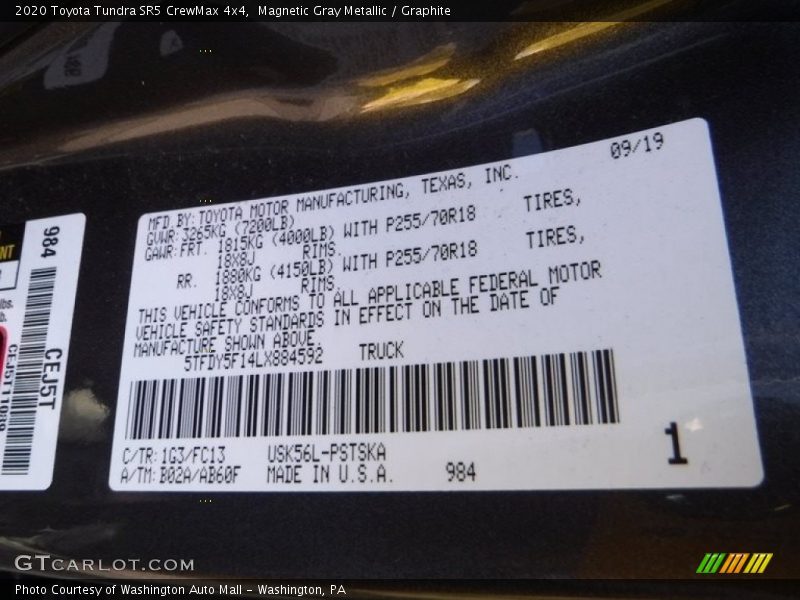 2020 Toyota Tundra SR5 CrewMax 4x4, Magnetic Gray Metallic / Graphite
09/19
MFD. BY: TOYOTA MOTOR MANUFACTURING, TEXAS, INC.
GVWR: 3265KG (7200LB)
GAWR: FRT. 1815KG (4000LB) WITH P255/70R18 TIRES,
18X8J RIMS.
RR. 1880KG (4150LB) WITH P255/70R18 TIRES,
18X8J RIMS.
THIS VEHICLE CONFORMS TO ALL APPLICABLE FEDERAL MOTOR
VEHICLE SAFETY STANDARDS IN EFFECT ON THE DATE OF
MANUFACTURE SHOWN ABOVE.
5TFDY5F14LX884592 TRUCK
C/TR: 1G3/FC13 USK56L-PSTSKA
A/TM: B02A/AB60F MADE IN U.S.A. 984
1
984
CEJ5T
lbs.
GTCARLOT.COM
Photo Courtesy of Washington Auto Mall - Washington, PA